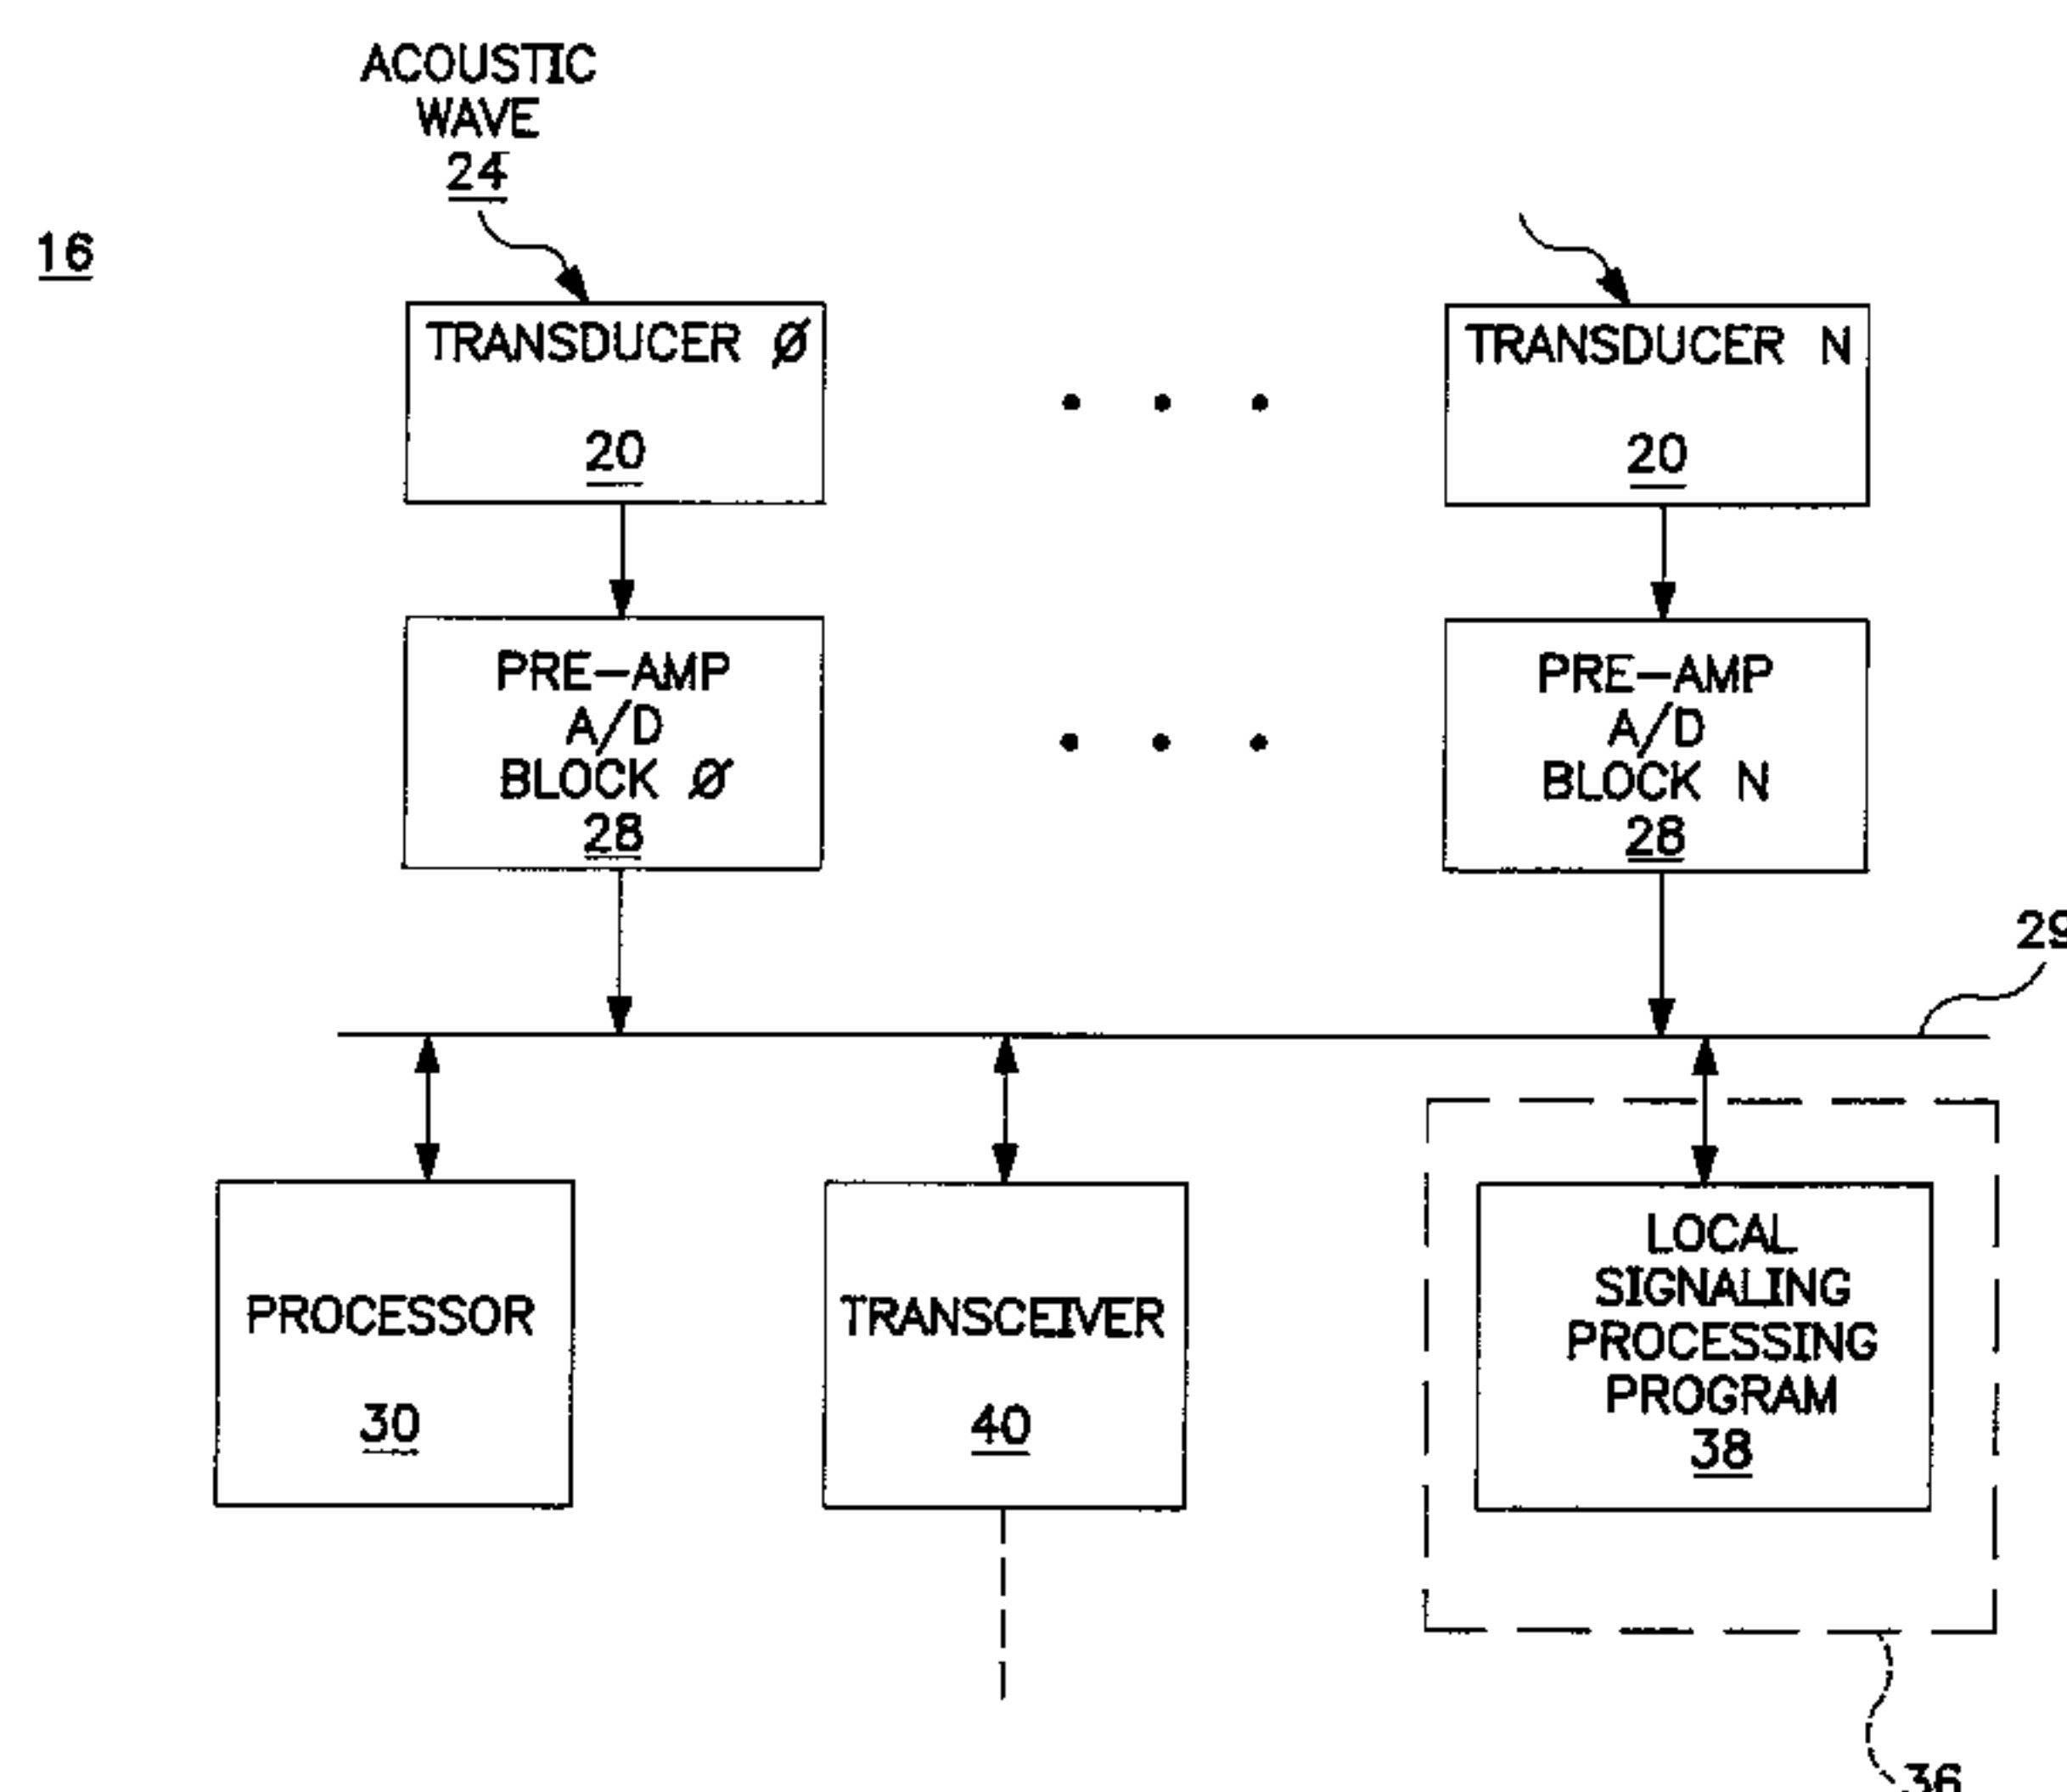 ACOUSTIC
WAVE
24
16
TRANSDUCER Ø
20
TRANSDUCER N
20
PRE-AMP
A/D
BLOCK Ø
28
PRE-AMP
A/D
BLOCK N
28
29
PROCESSOR
30
TRANSCEIVER
40
LOCAL
SIGNALING
PROCESSING
PROGRAM
38
36